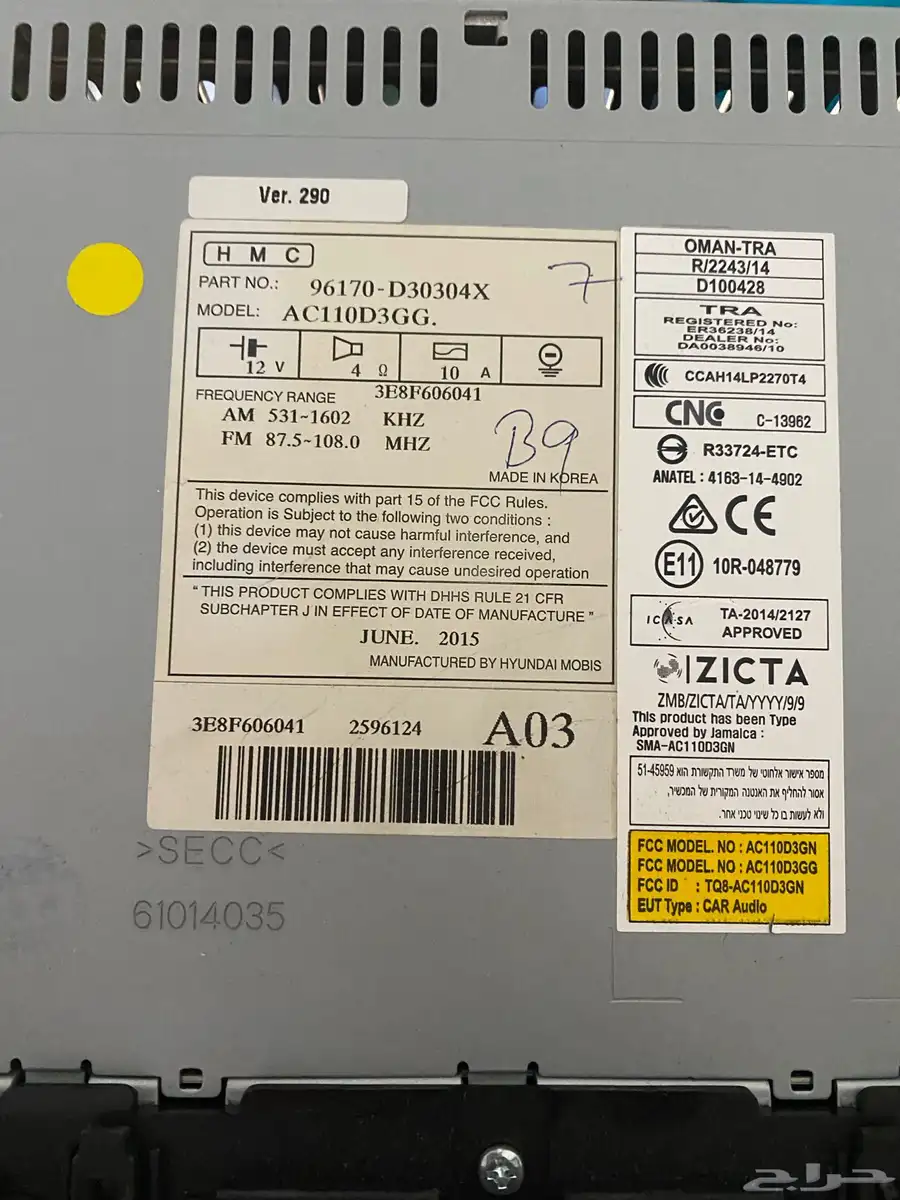 Ver. 290
HMC
PART NO.: 96170-D30304X
MODEL: AC110D3GG.
12 V
4 Ω
10 A
3E8F606041
FREQUENCY RANGE
AM 531~1602 KHZ
FM 87.5~108.0 MHZ
7
B9
MADE IN KOREA
This device complies with part 15 of the FCC Rules.
Operation is Subject to the following two conditions :
(1) this device may not cause harmful interference, and
(2) the device must accept any interference received,
including interference that may cause undesired operation
“ THIS PRODUCT COMPLIES WITH DHHS RULE 21 CFR
SUBCHAPTER J IN EFFECT OF DATE OF MANUFACTURE ”
JUNE. 2015
MANUFACTURED BY HYUNDAI MOBIS
3E8F606041 2596124 A03
OMAN-TRA
R/2243/14
D100428
TRA
REGISTERED No:
ER36238/14
DEALER No:
DA0038946/10
CCAH14LP2270T4
CNC C-13962
R33724-ETC
ANATEL : 4163-14-4902
CE
E11 10R-048779
ICASA TA-2014/2127
APPROVED
ZICTA
ZMB/ZICTA/TA/YYYY/9/9
This product has been Type
Approved by Jamaica :
SMA-AC110D3GN
מספר אישור אלחוטי של משרד התקשורת הוא 51-45959
אסור להחליף את האנטנה המקורית של המכשיר,
ולא לעשות בו כל שינוי טכני אחר.
FCC MODEL. NO : AC110D3GN
FCC MODEL. NO : AC110D3GG
FCC ID : TQ8-AC110D3GN
EUT Type : CAR Audio
>SECC<
61014035
حراج